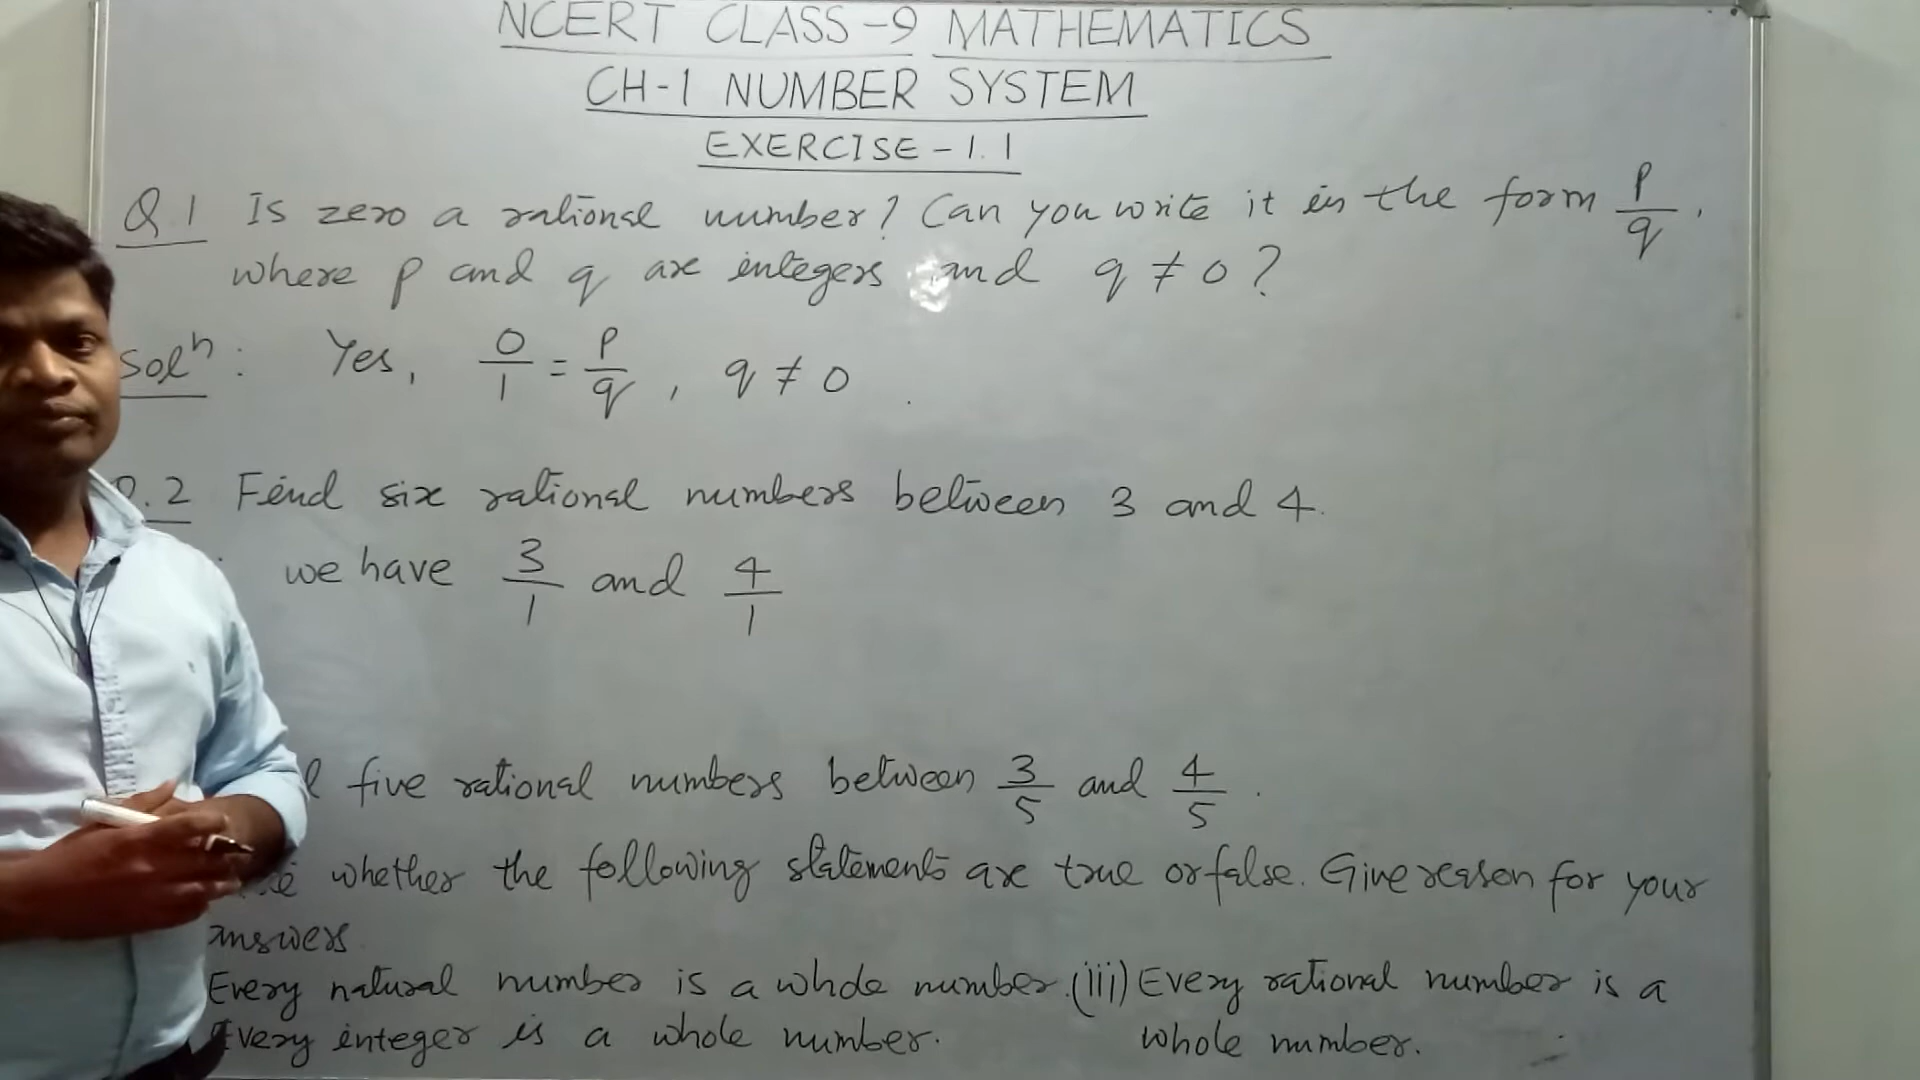 NCERT CLASS-9 MATHEMATICS
CH-1 NUMBER SYSTEM
EXERCISE-1.1
Q.1 Is zero a rational number? Can you write it in the form p/q,
where p and q are integers and q ≠ 0?
Solⁿ: Yes, 0/1 = p/q, q ≠ 0
.2 Find six rational numbers between 3 and 4.
we have 3/1 and 4/1
five rational numbers between 3/5 and 4/5.
whether the following statements are true or false. Give reason for your
answers
Every natural number is a whole number. (iii) Every rational number is a
Every integer is a whole number. whole number.